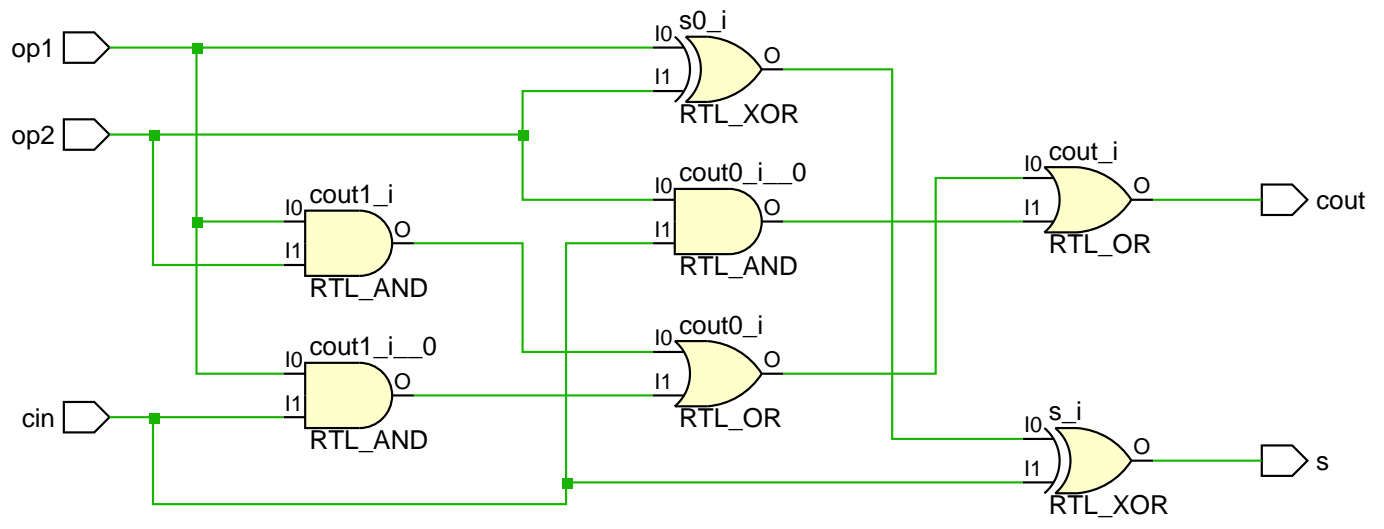 s0_i
op1
I0
O
I1
RTL_XOR
op2
cout1_i
I0
O
I1
RTL_AND
cout0_i__0
I0
O
I1
RTL_AND
cout_i
I0
O
I1
RTL_OR
cout
cout1_i__0
I0
O
I1
RTL_AND
cin
cout0_i
I0
O
I1
RTL_OR
s_i
I0
O
I1
RTL_XOR
s